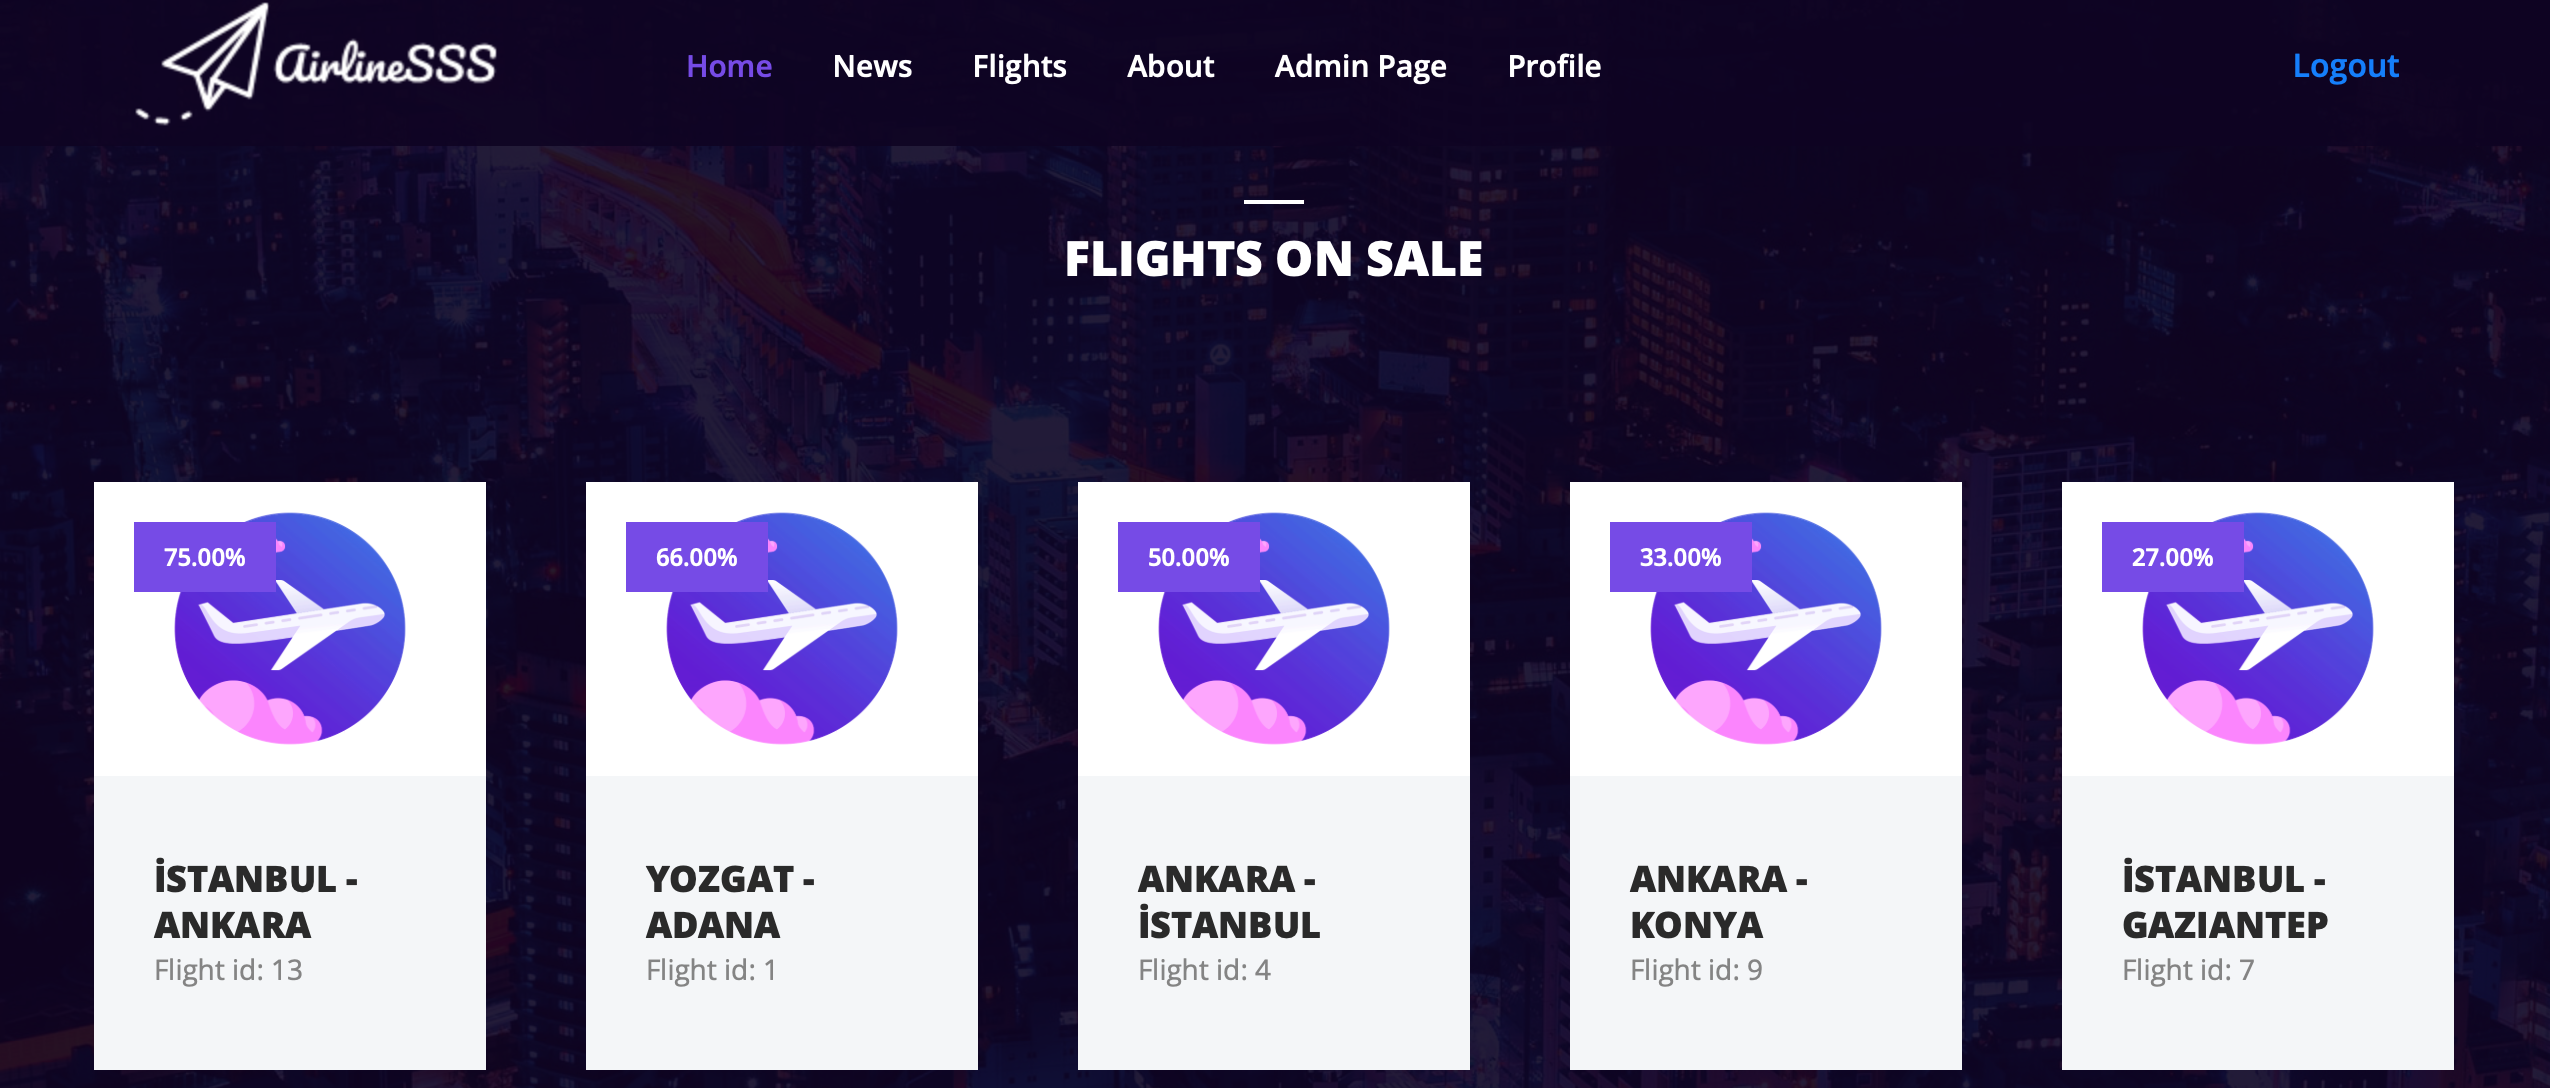 AirlineSSS
Home News Flights About Admin Page Profile Logout
FLIGHTS ON SALE
75.00%
İSTANBUL -
ANKARA
Flight id: 13
66.00%
YOZGAT -
ADANA
Flight id: 1
50.00%
ANKARA -
İSTANBUL
Flight id: 4
33.00%
ANKARA -
KONYA
Flight id: 9
27.00%
İSTANBUL -
GAZIANTEP
Flight id: 7